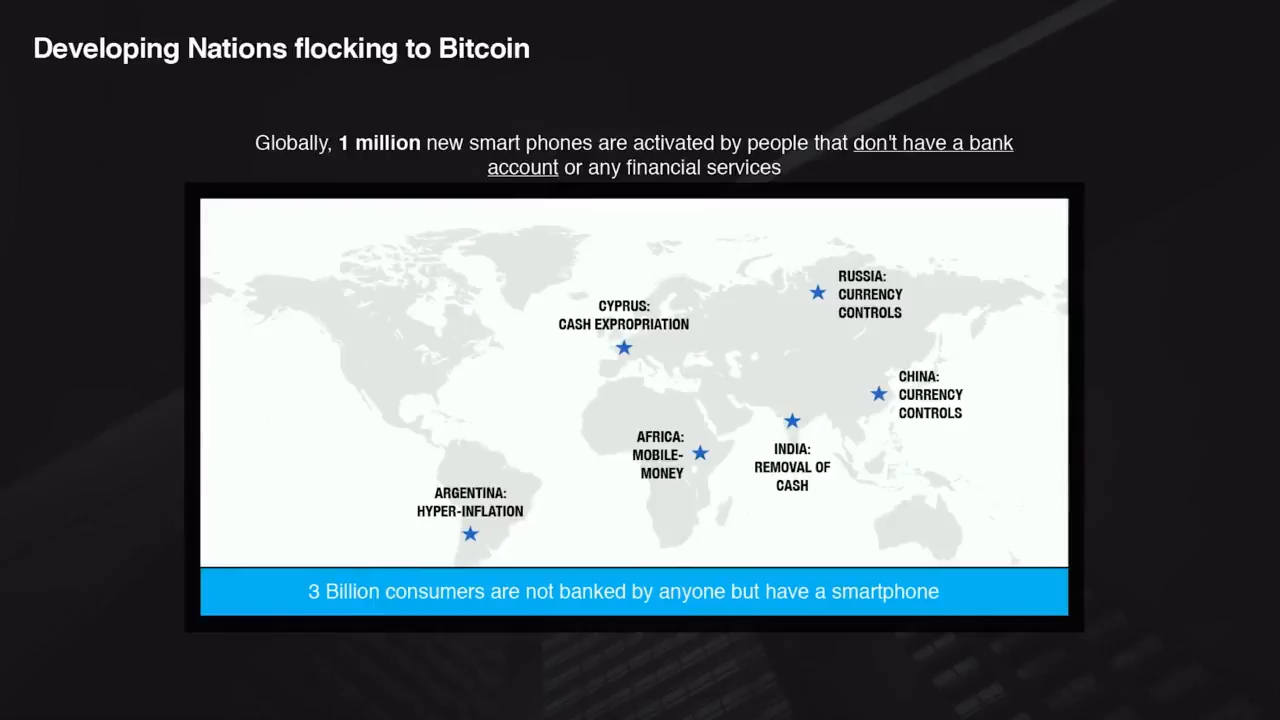 Developing Nations flocking to Bitcoin
Globally, 1 million new smart phones are activated by people that don't have a bank
account or any financial services
CYPRUS:
CASH EXPROPRIATION
RUSSIA:
CURRENCY
CONTROLS
CHINA:
CURRENCY
CONTROLS
AFRICA:
MOBILE-
MONEY
INDIA:
REMOVAL OF
CASH
ARGENTINA:
HYPER-INFLATION
3 Billion consumers are not banked by anyone but have a smartphone